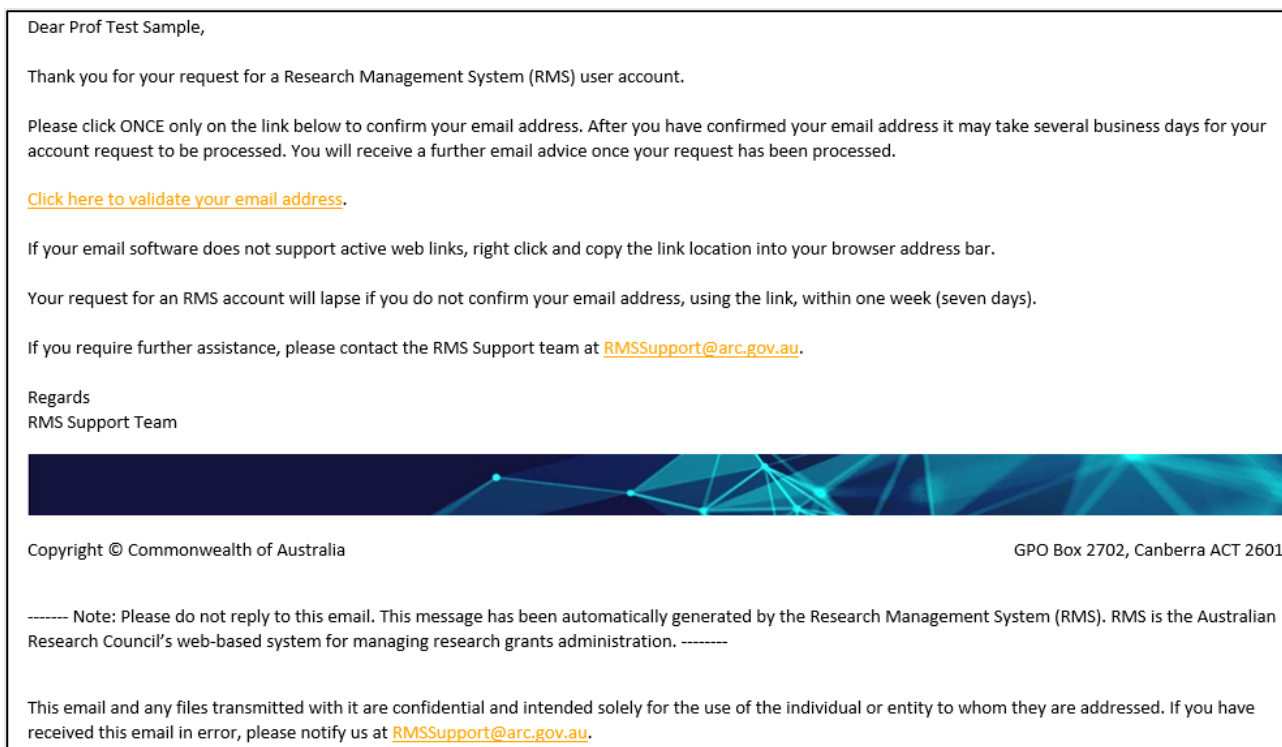 Dear Prof Test Sample,
Thank you for your request for a Research Management System (RMS) user account.
Please click ONCE only on the link below to confirm your email address. After you have confirmed your email address it may take several business days for your
account request to be processed. You will receive a further email advice once your request has been processed.
Click here to validate your email address.
If your email software does not support active web links, right click and copy the link location into your browser address bar.
Your request for an RMS account will lapse if you do not confirm your email address, using the link, within one week (seven days).
If you require further assistance, please contact the RMS Support team at RMSSupport@arc.gov.au.
Regards
RMS Support Team
Copyright © Commonwealth of Australia GPO Box 2702, Canberra ACT 2601
------- Note: Please do not reply to this email. This message has been automatically generated by the Research Management System (RMS). RMS is the Australian
Research Council’s web-based system for managing research grants administration. --------
This email and any files transmitted with it are confidential and intended solely for the use of the individual or entity to whom they are addressed. If you have
received this email in error, please notify us at RMSSupport@arc.gov.au.